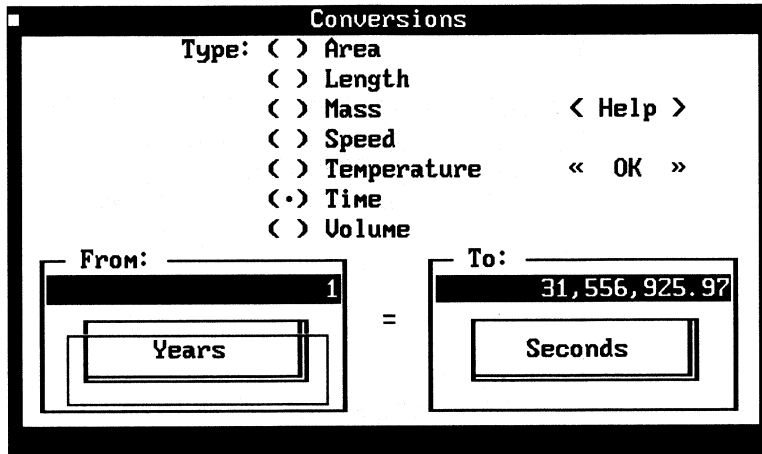 Conversions
Type: ( ) Area
( ) Length
( ) Mass < Help >
( ) Speed
( ) Temperature « OK »
(·) Time
( ) Volume
From: To:
1 = 31,556,925.97
Years Seconds